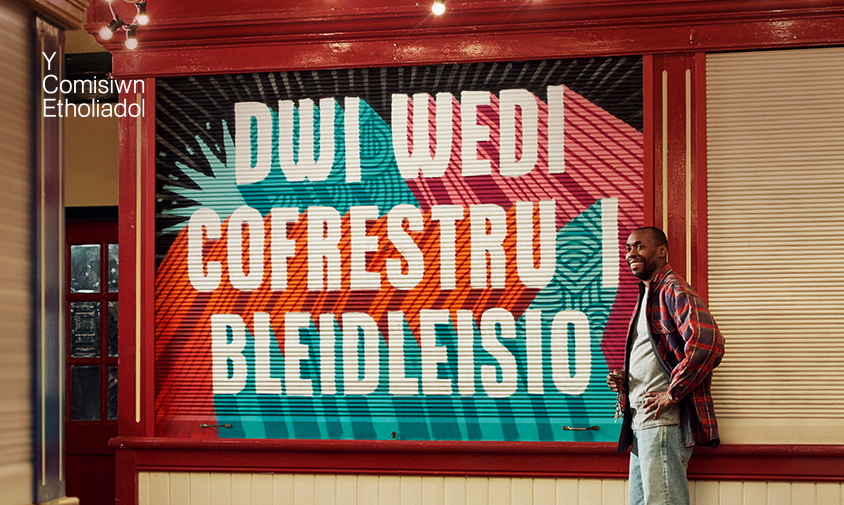 Y
Comisiwn
Etholiadol
DWI WEDI
COFRESTRU I
BLEIDLEISIO